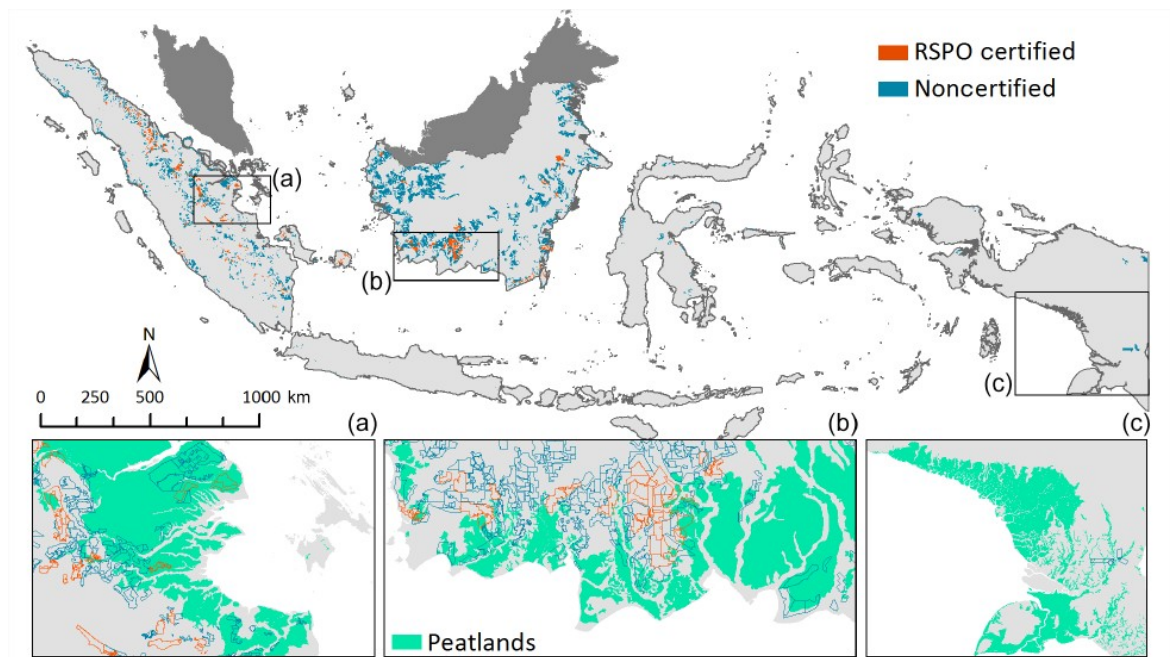 RSPO certified
Noncertified
(a)
(b)
(c)
N
0 250 500 1000 km
(a)
(b)
(c)
Peatlands